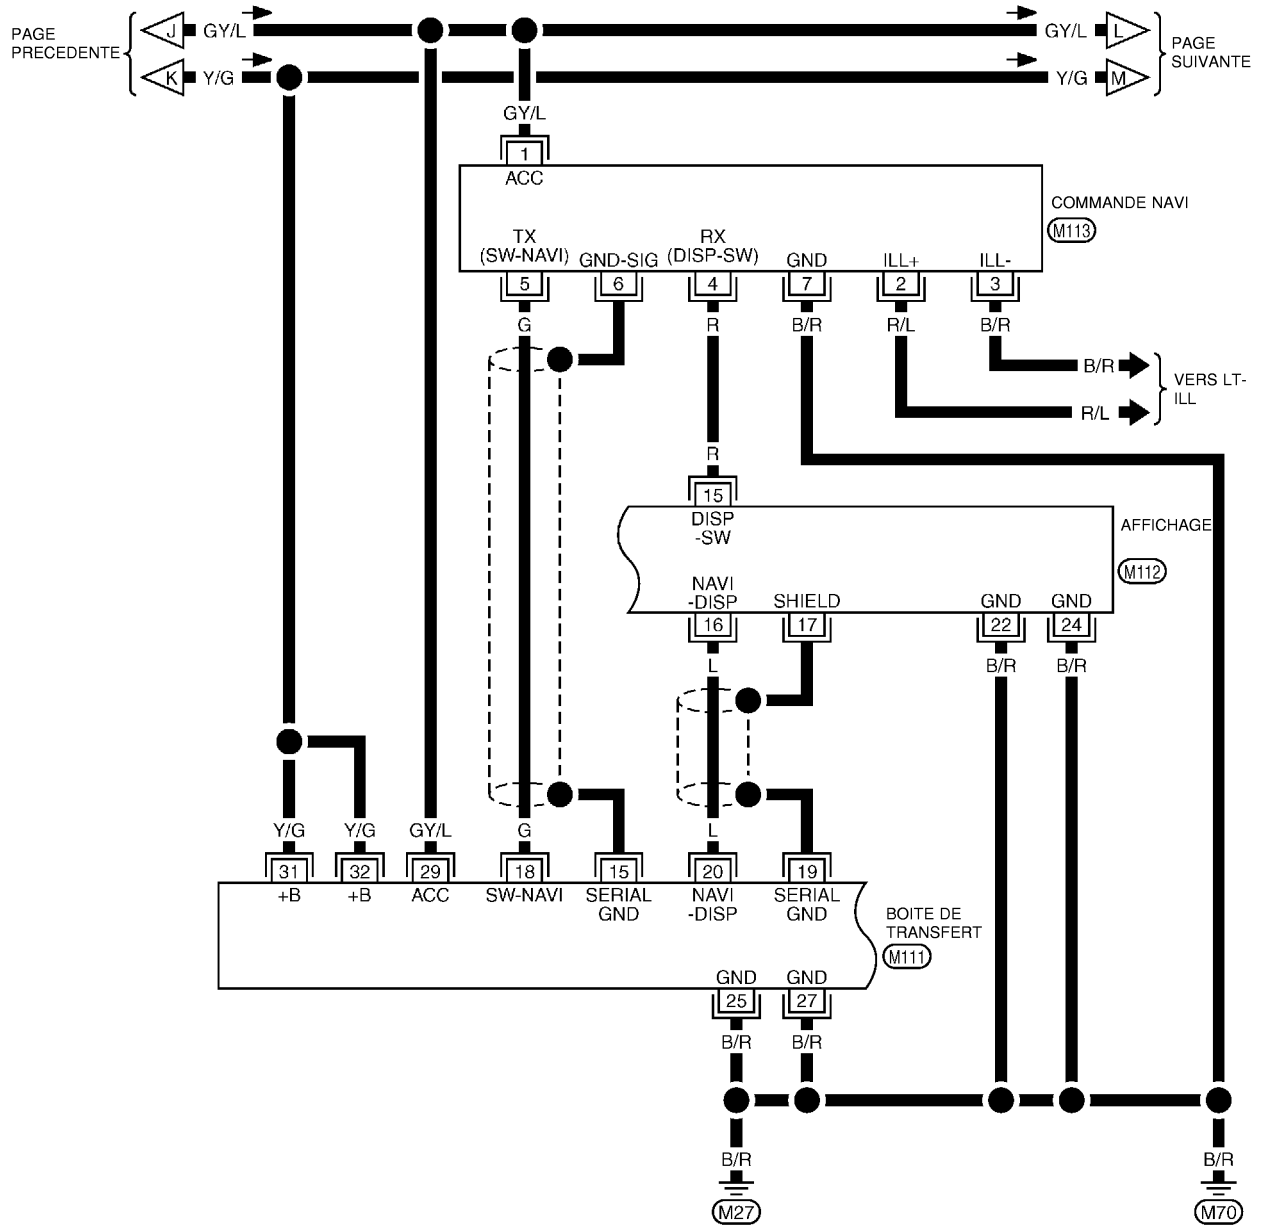 PAGE
PRECEDENTE
J GY/L GY/L L
K Y/G Y/G M
PAGE
SUIVANTE
GY/L
1
ACC
COMMANDE NAVI
M113
TX
(SW-NAVI)
GND-SIG
RX
(DISP-SW)
GND ILL+ ILL-
5 6 4 7 2 3
G R B/R R/L B/R
B/R
R/L
VERS LT-
ILL
R
15
DISP
-SW
AFFICHAGE
M112
NAVI
-DISP
SHIELD GND GND
16 17 22 24
L B/R B/R
Y/G Y/G GY/L G L
31 32 29 18 15 20 19
+B +B ACC SW-NAVI
SERIAL
GND
NAVI
-DISP
SERIAL
GND
BOITE DE
TRANSFERT
M111
GND GND
25 27
B/R B/R
B/R B/R
M27 M70